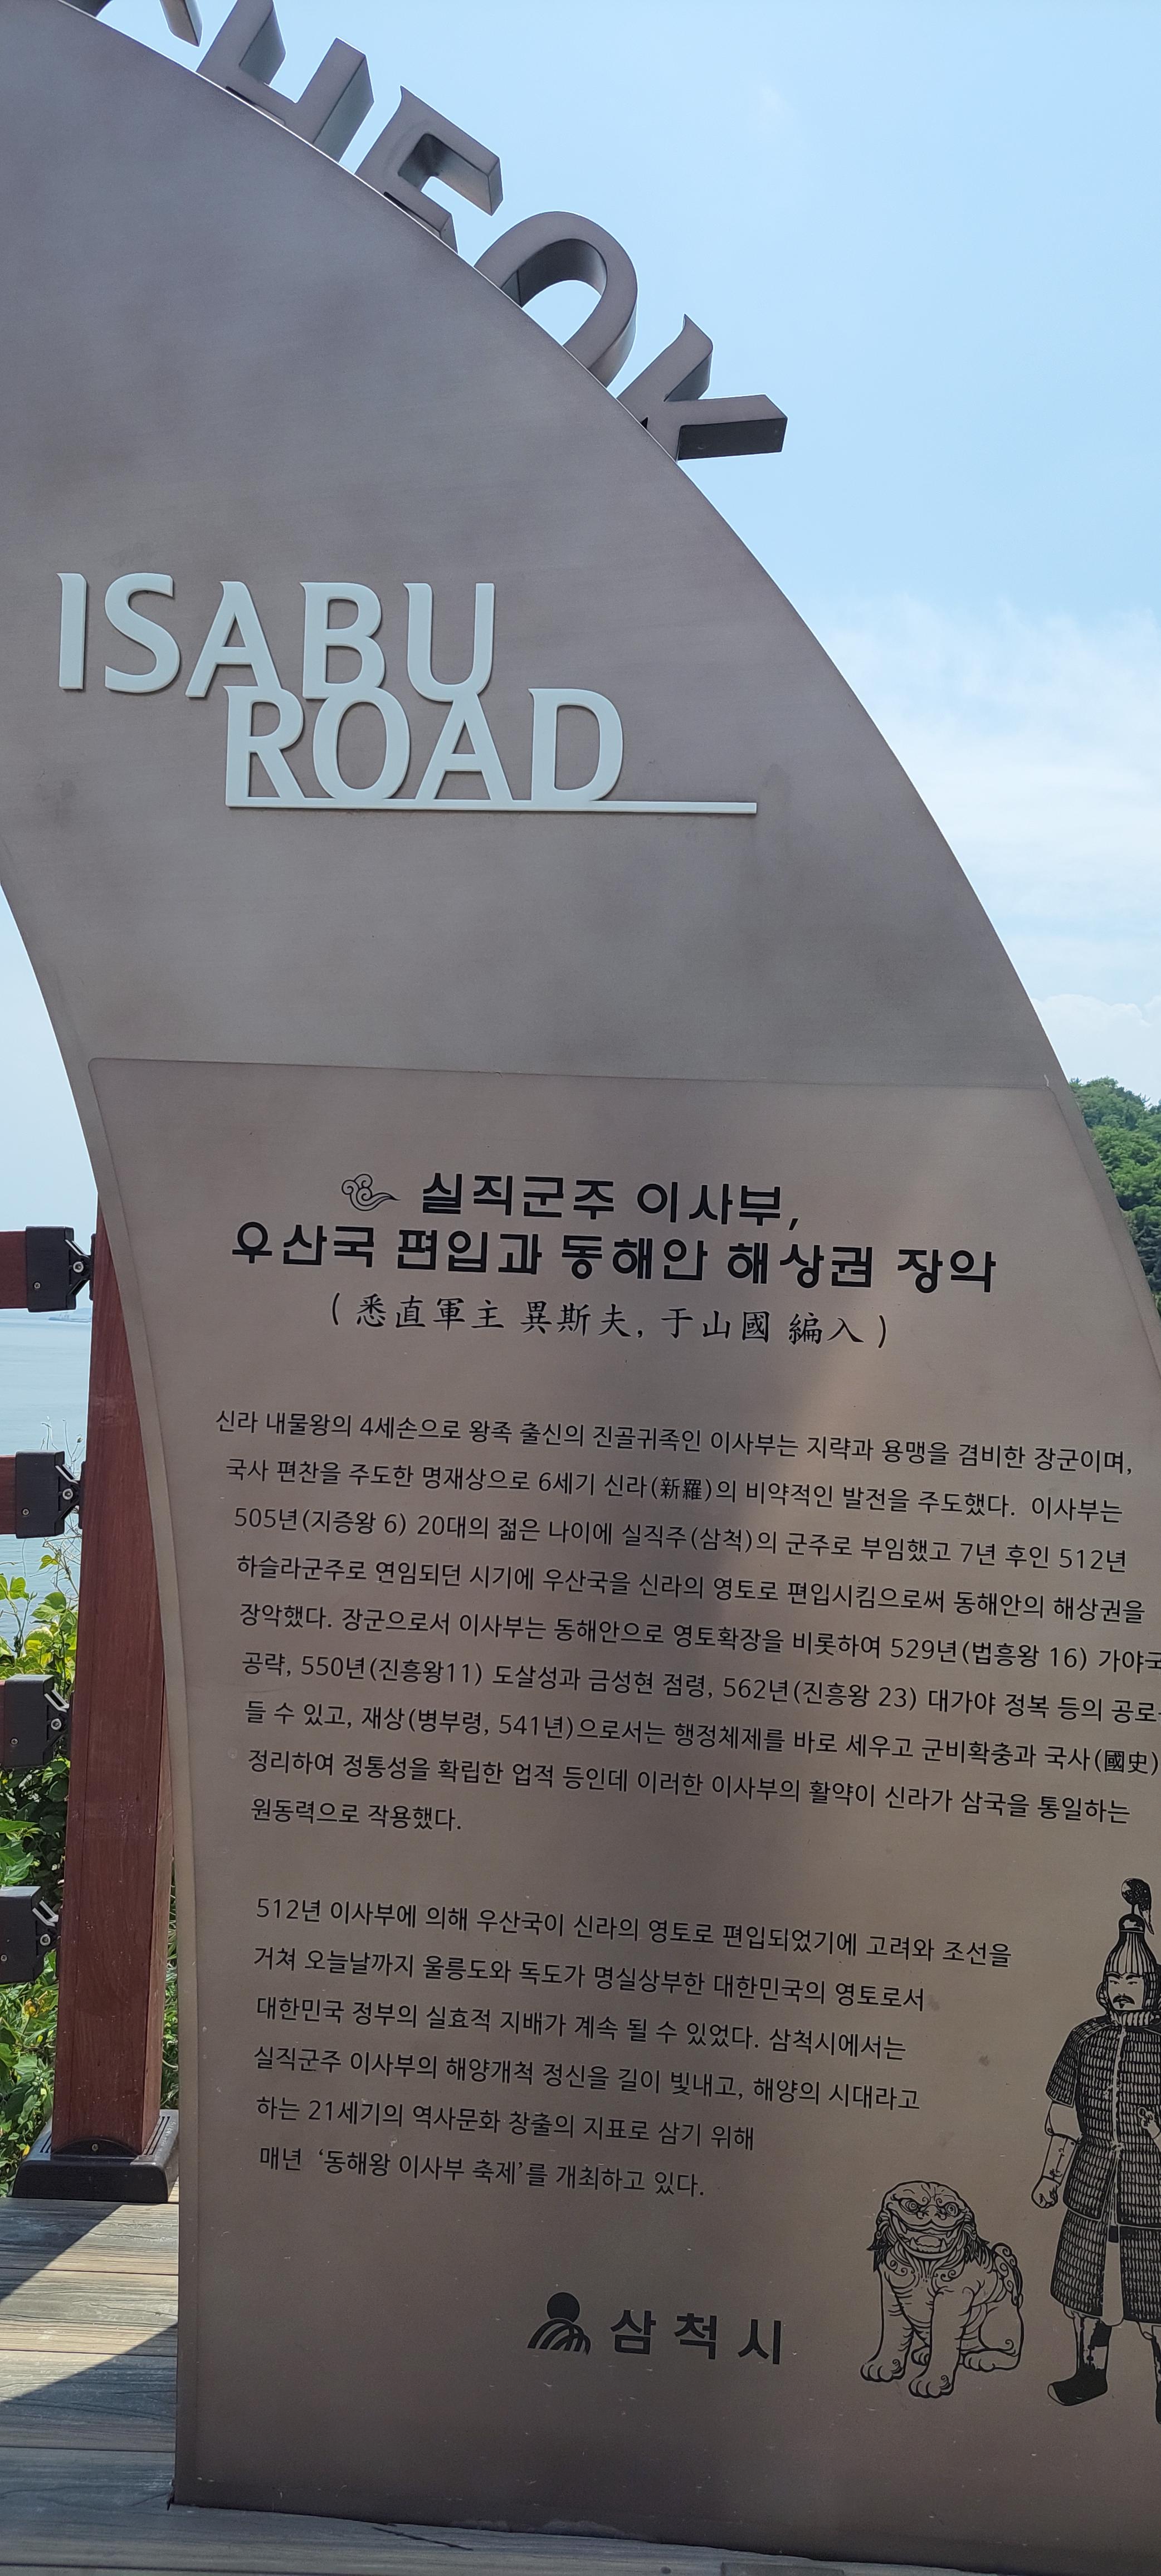 UEOK
ISABU
ROAD
실직군주 이사부,
우산국 편입과 동해안 해상권 장악
(悉直軍主 異斯夫, 于山國 編入)
신라 내물왕의 4세손으로 왕족 출신의 진골귀족인 이사부는 지략과 용맹을 겸비한 장군이며,
국사 편찬을 주도한 명재상으로 6세기 신라(新羅)의 비약적인 발전을 주도했다. 이사부는
505년(지증왕 6) 20대의 젊은 나이에 실직주(삼척)의 군주로 부임했고 7년 후인 512년
하슬라군주로 연임되던 시기에 우산국을 신라의 영토로 편입시킴으로써 동해안의 해상권을
장악했다. 장군으로서 이사부는 동해안으로 영토확장을 비롯하여 529년(법흥왕 16) 가야국
공략, 550년(진흥왕11) 도살성과 금성현 점령, 562년(진흥왕 23) 대가야 정복 등의 공로
들 수 있고, 재상(병부령, 541년)으로서는 행정체제를 바로 세우고 군비확충과 국사(國史)
정리하여 정통성을 확립한 업적 등인데 이러한 이사부의 활약이 신라가 삼국을 통일하는
원동력으로 작용했다.
512년 이사부에 의해 우산국이 신라의 영토로 편입되었기에 고려와 조선을
거쳐 오늘날까지 울릉도와 독도가 명실상부한 대한민국의 영토로서
대한민국 정부의 실효적 지배가 계속 될 수 있었다. 삼척시에서는
실직군주 이사부의 해양개척 정신을 길이 빛내고, 해양의 시대라고
하는 21세기의 역사문화 창출의 지표로 삼기 위해
매년 ‘동해왕 이사부 축제’를 개최하고 있다.
삼척시